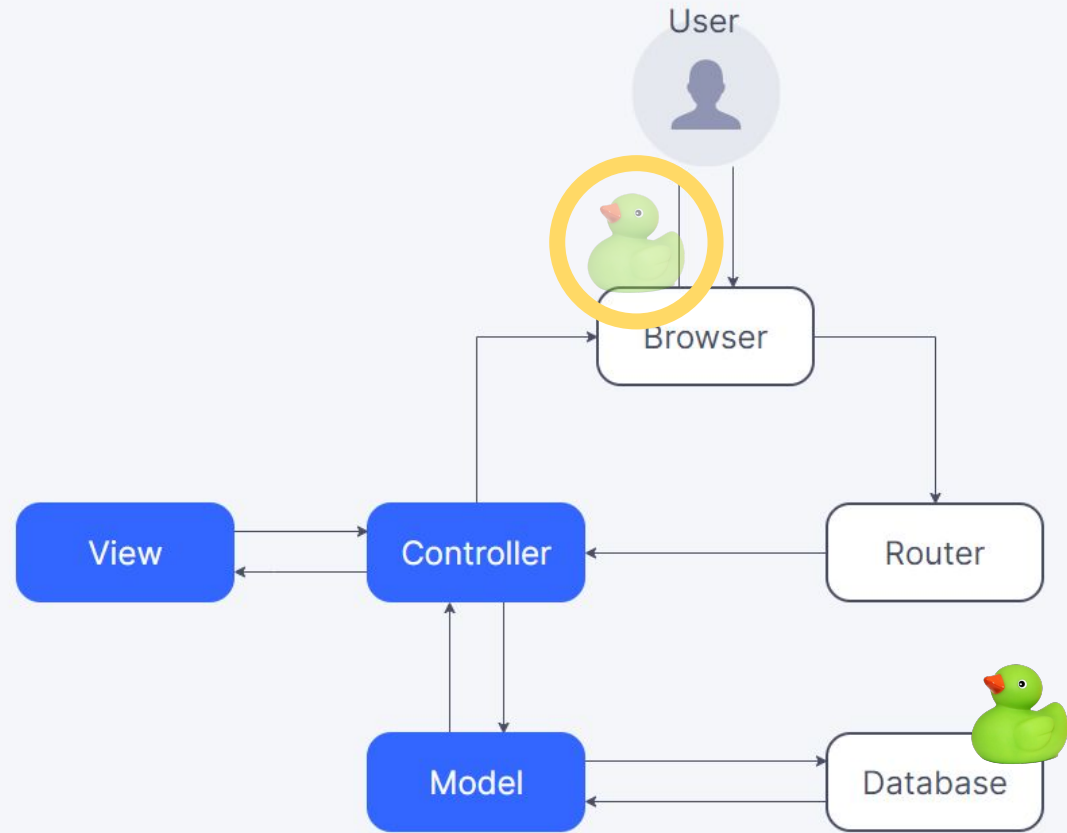 User
Browser
View
Controller
Router
Model
Database